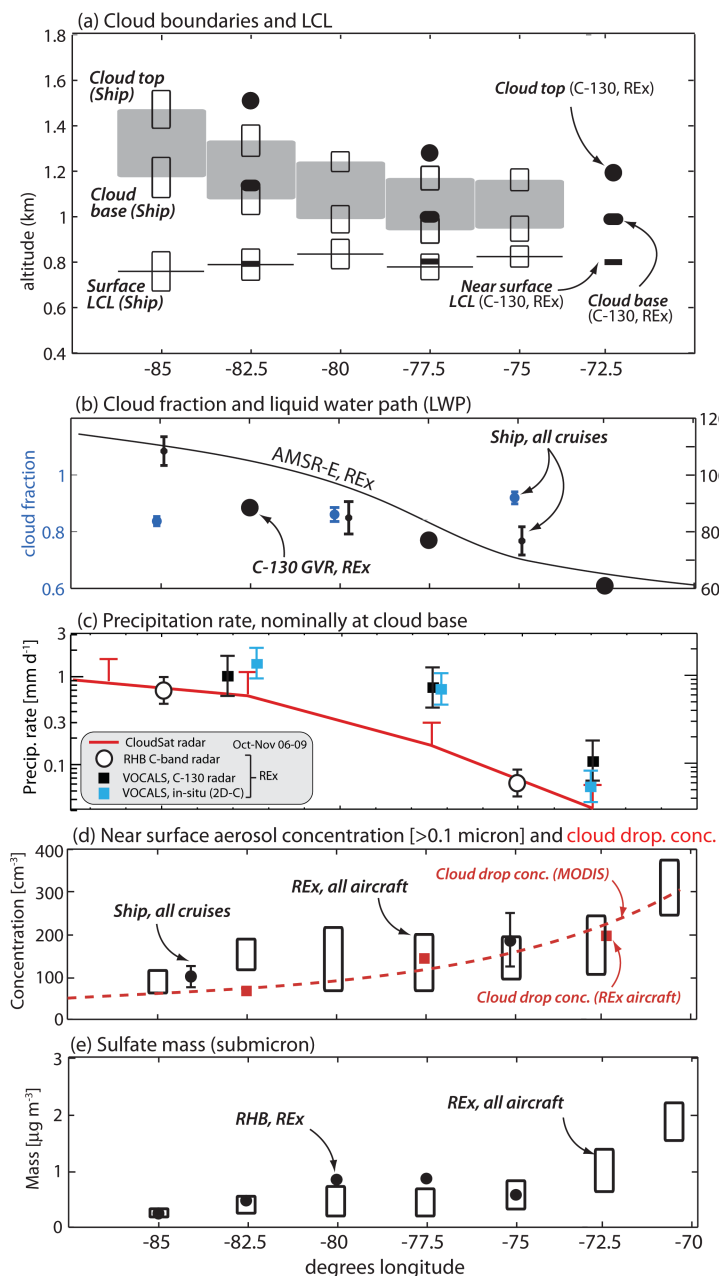 (a) Cloud boundaries and LCL
1.8
1.6
1.4
1.2
1
0.8
0.6
0.4
altitude (km)
Cloud top
(Ship)
Cloud
base (Ship)
Surface
LCL (Ship)
Cloud top (C-130, REx)
Near surface
LCL (C-130, REx)
Cloud base
(C-130, REx)
-85
-82.5
-80
-77.5
-75
-72.5
(b) Cloud fraction and liquid water path (LWP)
1
0.8
0.6
cloud fraction
120
100
80
60
AMSR-E, REx
Ship, all cruises
C-130 GVR, REx
(c) Precipitation rate, nominally at cloud base
3
1
0.3
0.1
Precip. rate [mm d-1]
CloudSat radar Oct-Nov 06-09
RHB C-band radar
VOCALS, C-130 radar
VOCALS, in-situ (2D-C)
REx
(d) Near surface aerosol concentration [>0.1 micron] and cloud drop. conc.
400
300
200
100
0
Concentration [cm-3]
Ship, all cruises
REx, all aircraft
Cloud drop conc. (MODIS)
Cloud drop conc. (REx aircraft)
(e) Sulfate mass (submicron)
3
2
1
0
Mass [µg m-3]
RHB, REx
REx, all aircraft
-85
-82.5
-80
-77.5
-75
-72.5
-70
degrees longitude